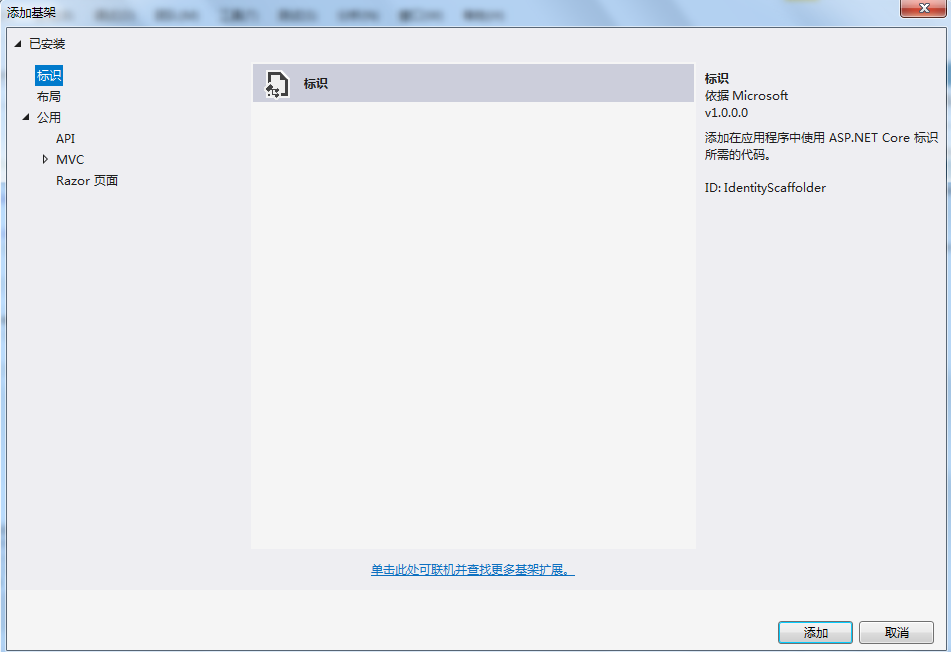 添加基架
已安装
标识
布局
公用
API
MVC
Razor 页面
标识
标识
依据 Microsoft
v1.0.0.0
添加在应用程序中使用 ASP.NET Core 标识
所需的代码。
ID: IdentityScaffolder
单击此处可联机并查找更多基架扩展。
添加
取消